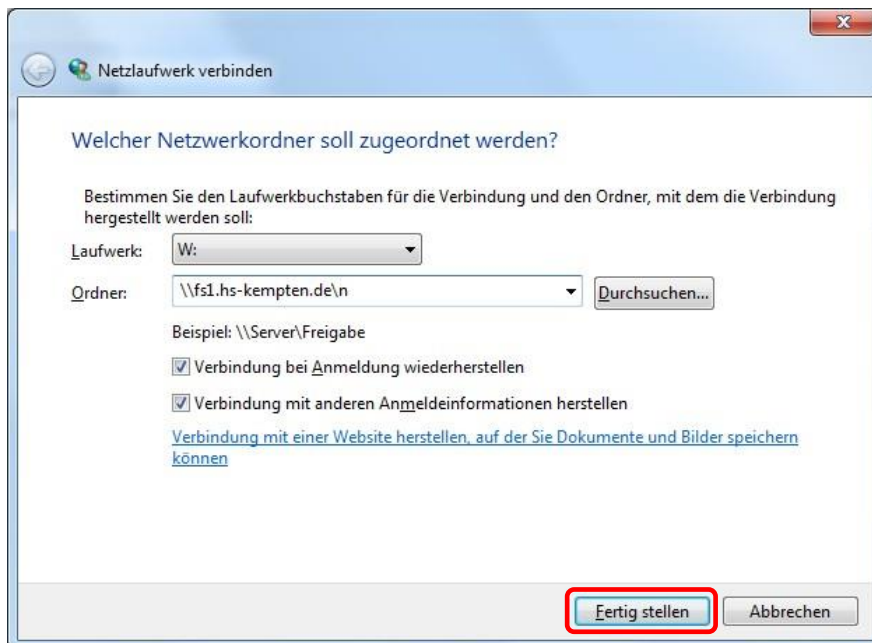 Netzlaufwerk verbinden
Welcher Netzwerkordner soll zugeordnet werden?
Bestimmen Sie den Laufwerkbuchstaben für die Verbindung und den Ordner, mit dem die Verbindung
hergestellt werden soll:
Laufwerk: W:
Ordner: \\fs1.hs-kempten.de\n Durchsuchen...
Beispiel: \\Server\Freigabe
Verbindung bei Anmeldung wiederherstellen
Verbindung mit anderen Anmeldeinformationen herstellen
Verbindung mit einer Website herstellen, auf der Sie Dokumente und Bilder speichern
können
Fertig stellen Abbrechen